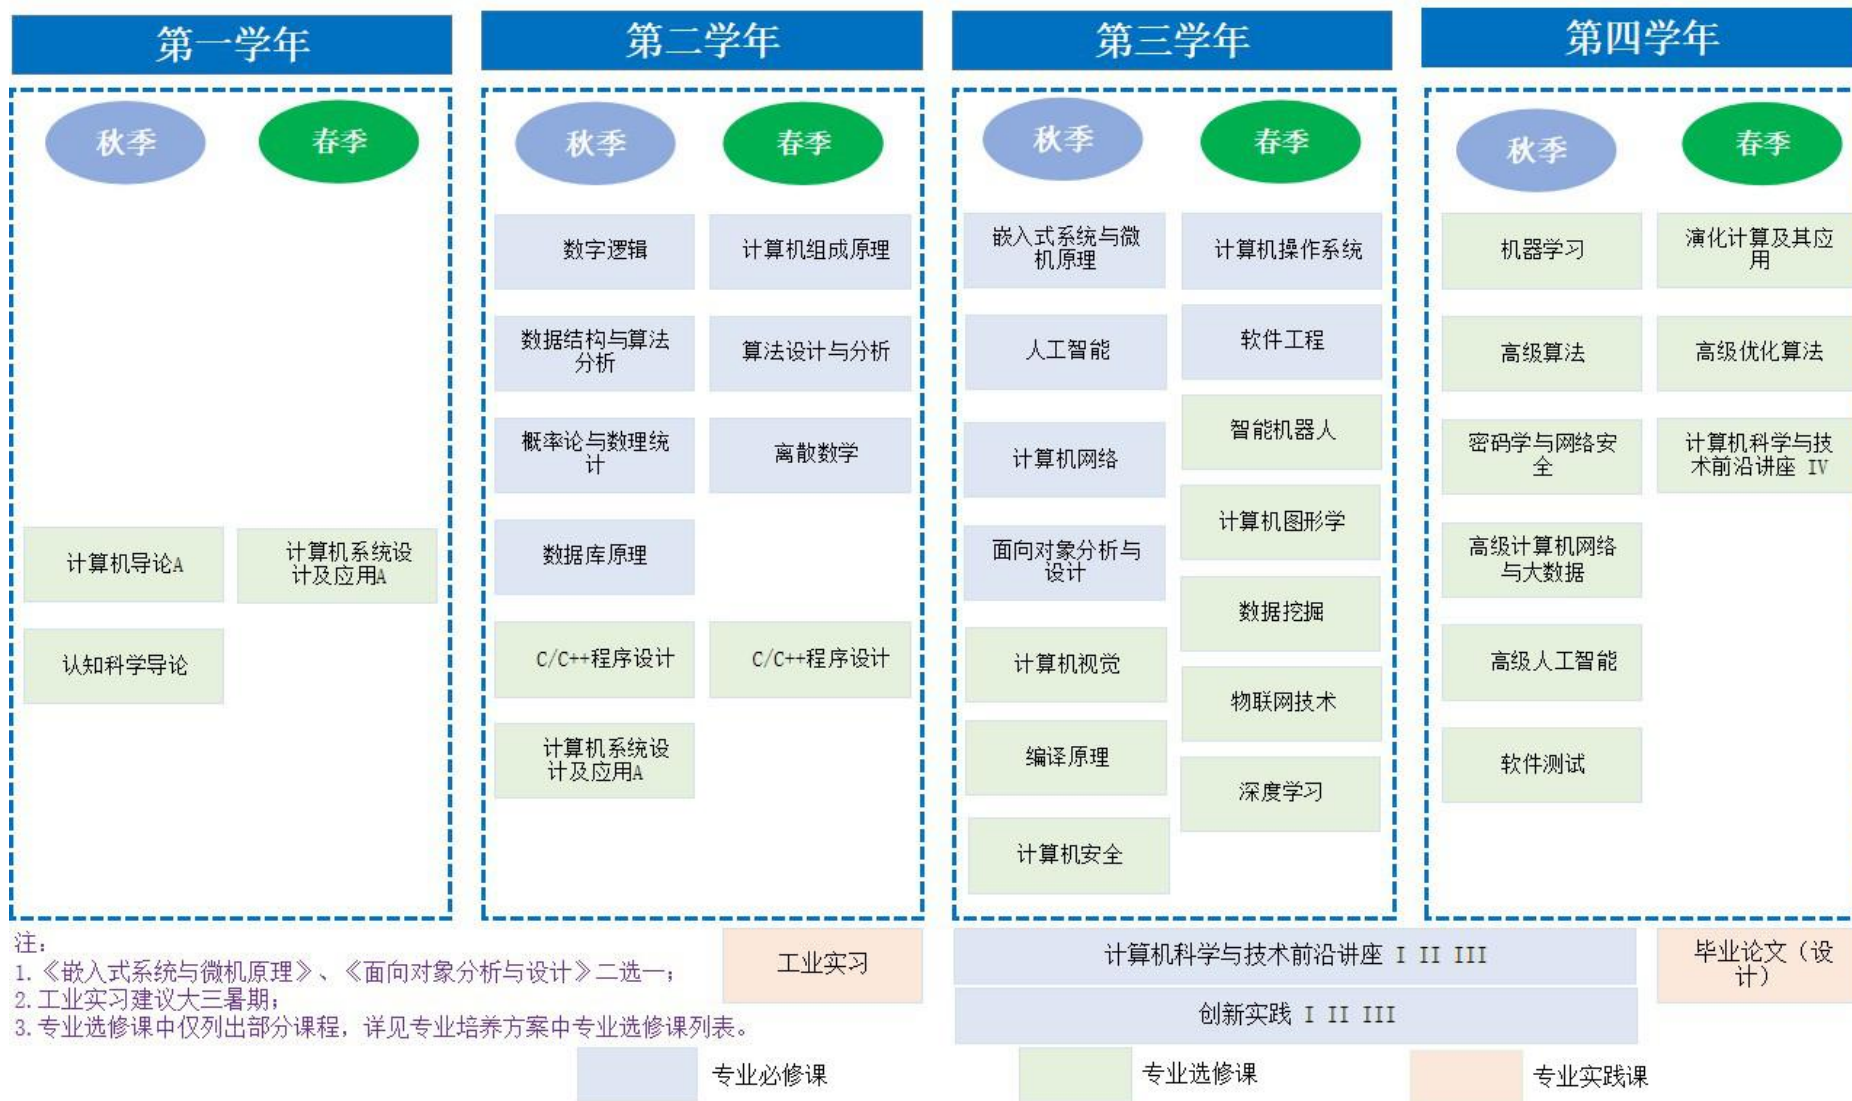 第一学年
秋季
春季
计算机导论A
计算机系统设
计及应用A
认知科学导论
第二学年
秋季
春季
数字逻辑
计算机组成原理
数据结构与算法
分析
算法设计与分析
概率论与数理统
计
离散数学
数据库原理
C/C++程序设计
C/C++程序设计
计算机系统设
计及应用A
第三学年
秋季
春季
嵌入式系统与微
机原理
人工智能
计算机网络
面向对象分析与
设计
计算机视觉
编译原理
计算机安全
计算机操作系统
软件工程
智能机器人
计算机图形学
数据挖掘
物联网技术
深度学习
第四学年
秋季
春季
机器学习
演化计算及其应
用
高级算法
高级优化算法
密码学与网络安
全
计算机科学与技
术前沿讲座 IV
高级计算机网络
与大数据
高级人工智能
软件测试
注：
1.《嵌入式系统与微机原理》、《面向对象分析与设计》二选一；
2.工业实习建议大三暑期；
3.专业选修课中仅列出部分课程，详见专业培养方案中专业选修课列表。
工业实习
计算机科学与技术前沿讲座 I II III
创新实践 I II III
毕业论文（设
计）
专业必修课
专业选修课
专业实践课